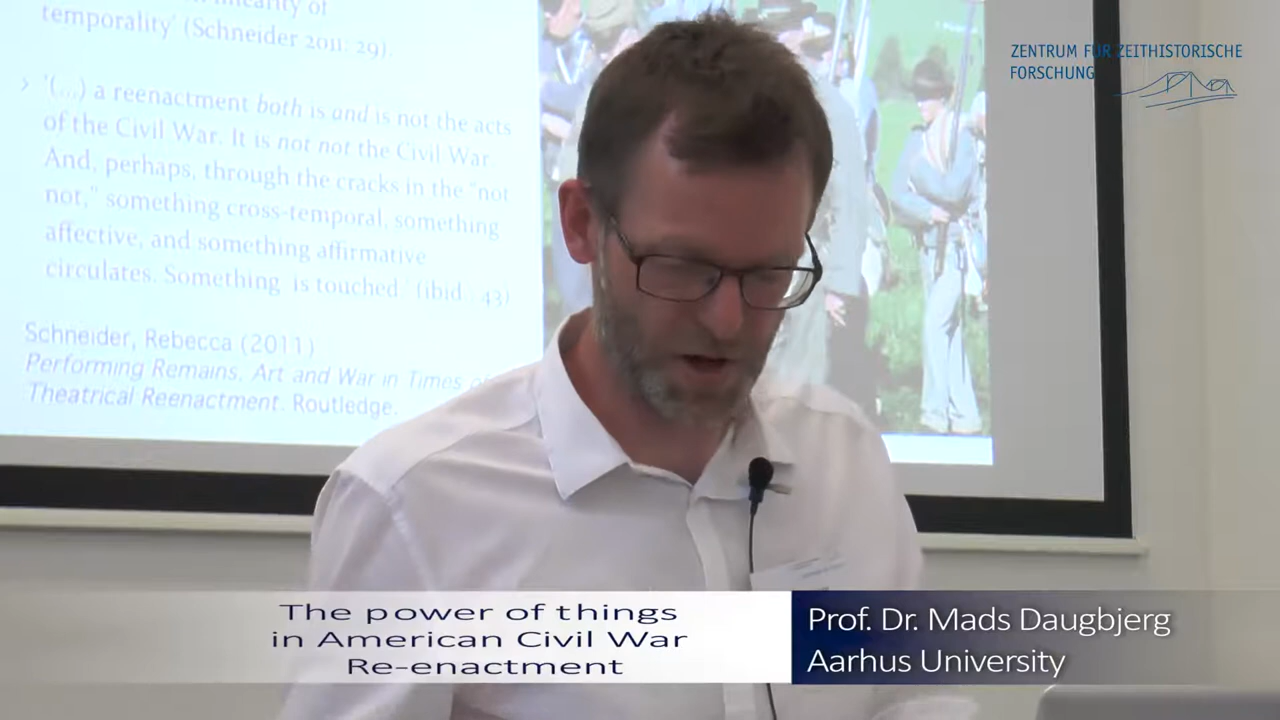 temporality' (Schneider 2011: 29).
'(...) a reenactment both is and is not the acts
of the Civil War. It is not not the Civil War.
And, perhaps, through the cracks in the "not
not," something cross-temporal, something
affective, and something affirmative
circulates. Something is touched.' (ibid.: 43)
Schneider, Rebecca (2011)
Performing Remains. Art and War in Times of
Theatrical Reenactment. Routledge.
ZENTRUM FÜR ZEITHISTORISCHE
FORSCHUNG
The power of things
in American Civil War
Re-enactment
Prof. Dr. Mads Daugbjerg
Aarhus University